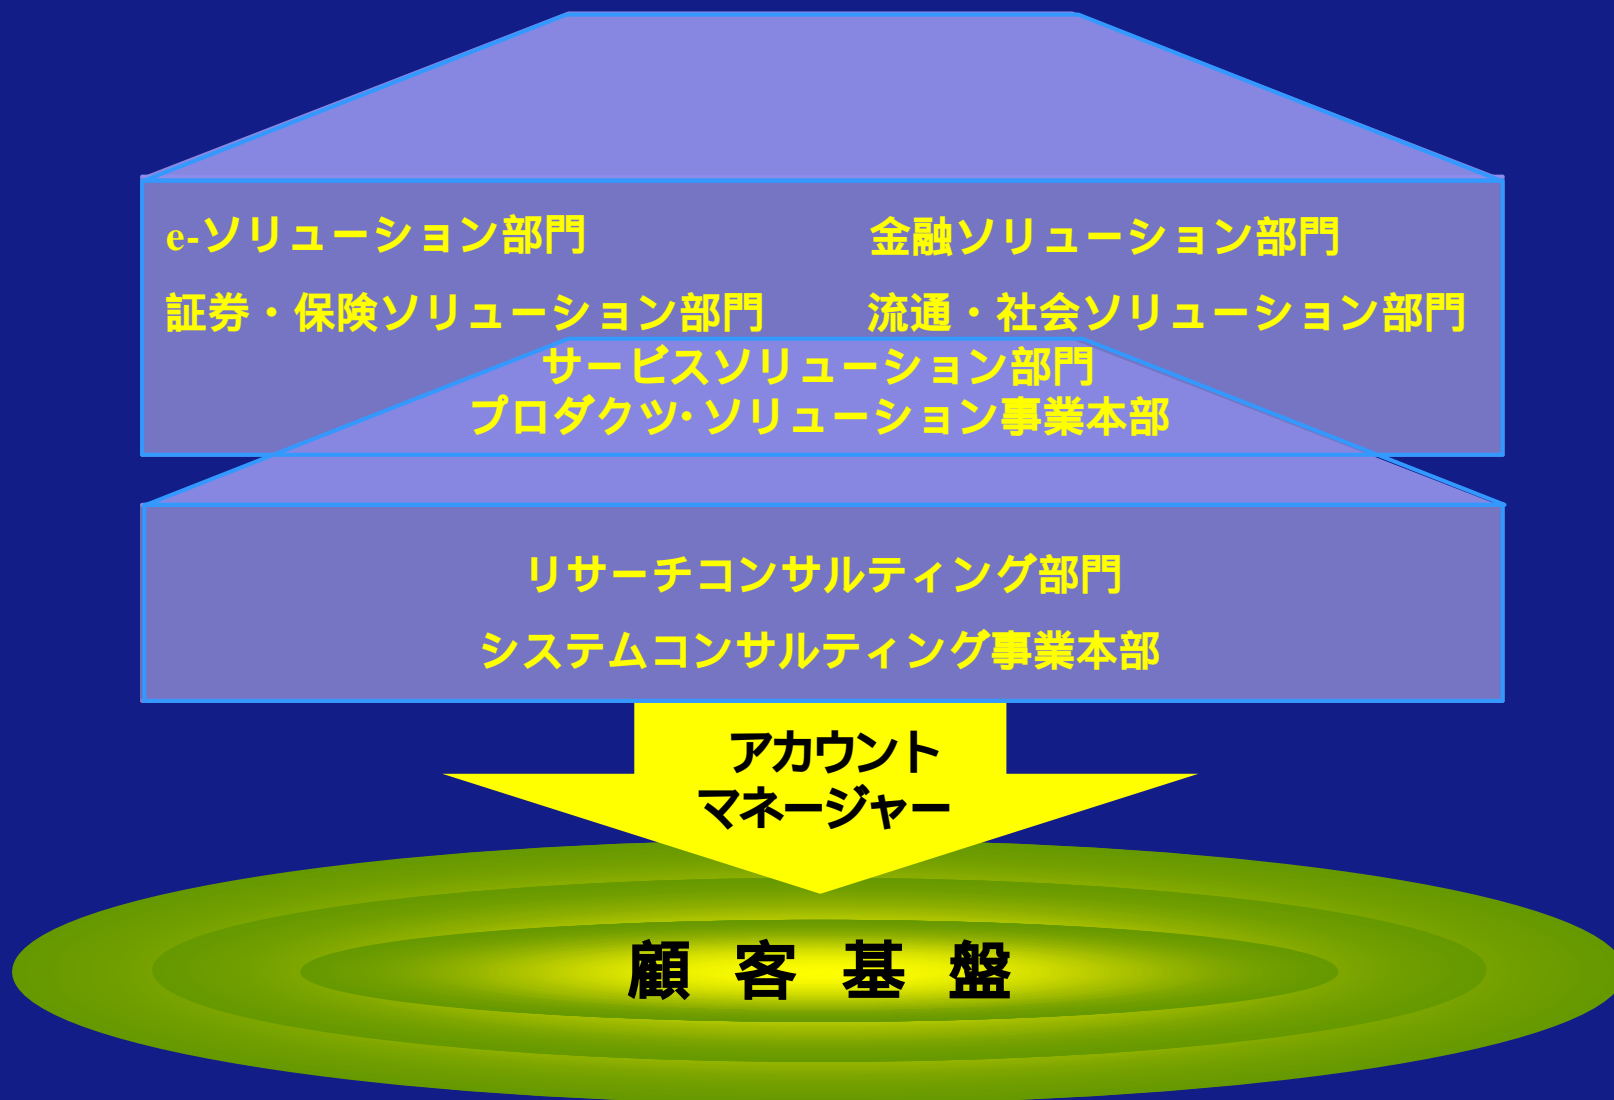 e-ソリューション部門 金融ソリューション部門
証券・保険ソリューション部門 流通・社会ソリューション部門
サービスソリューション部門
プロダクツ・ソリューション事業本部
リサーチコンサルティング部門
システムコンサルティング事業本部
アカウント
マネージャー
顧客基盤